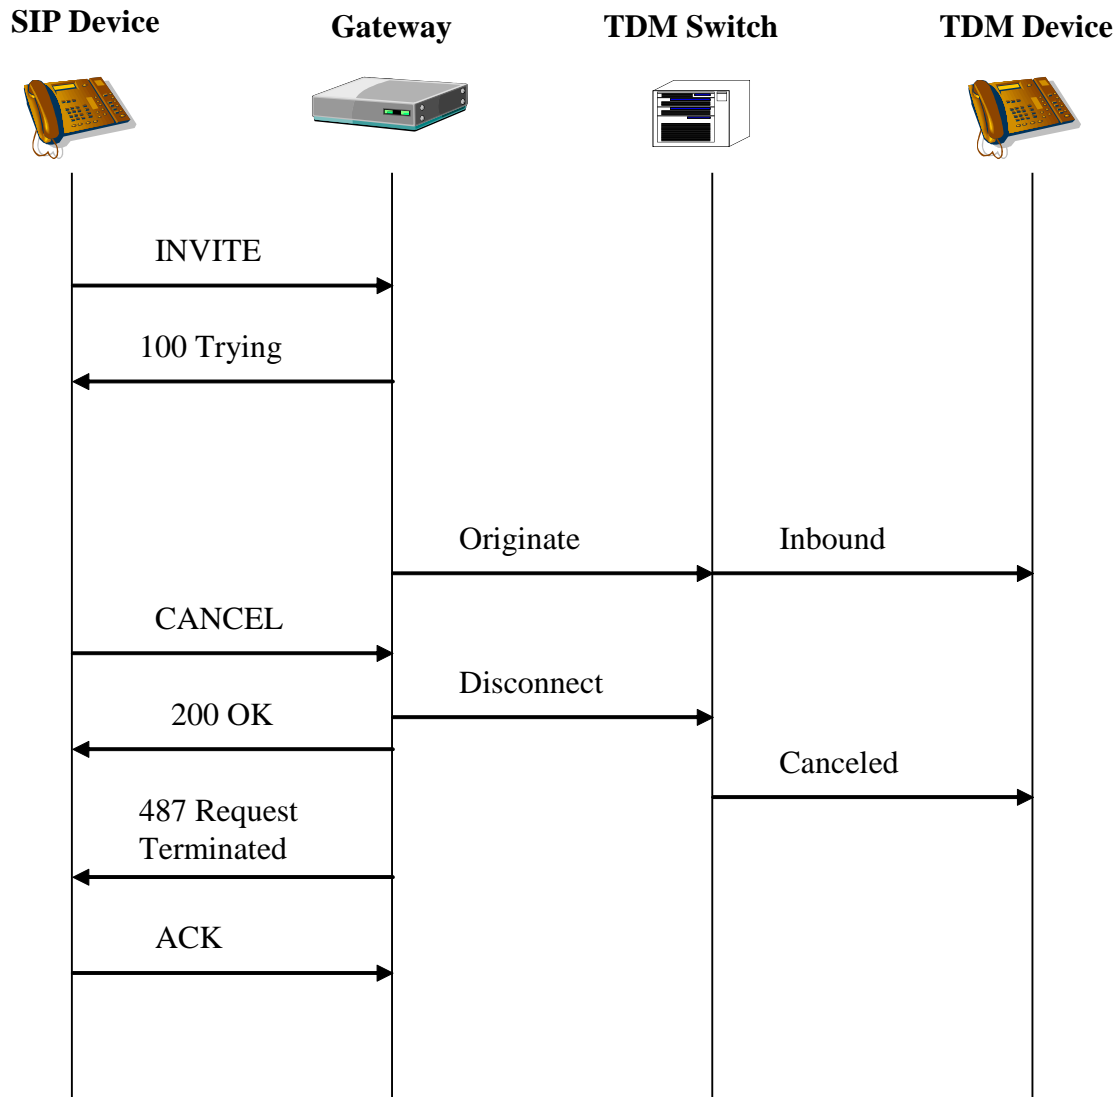 SIP Device
Gateway
TDM Switch
TDM Device
INVITE
100 Trying
Originate
Inbound
CANCEL
Disconnect
200 OK
Canceled
487 Request
Terminated
ACK